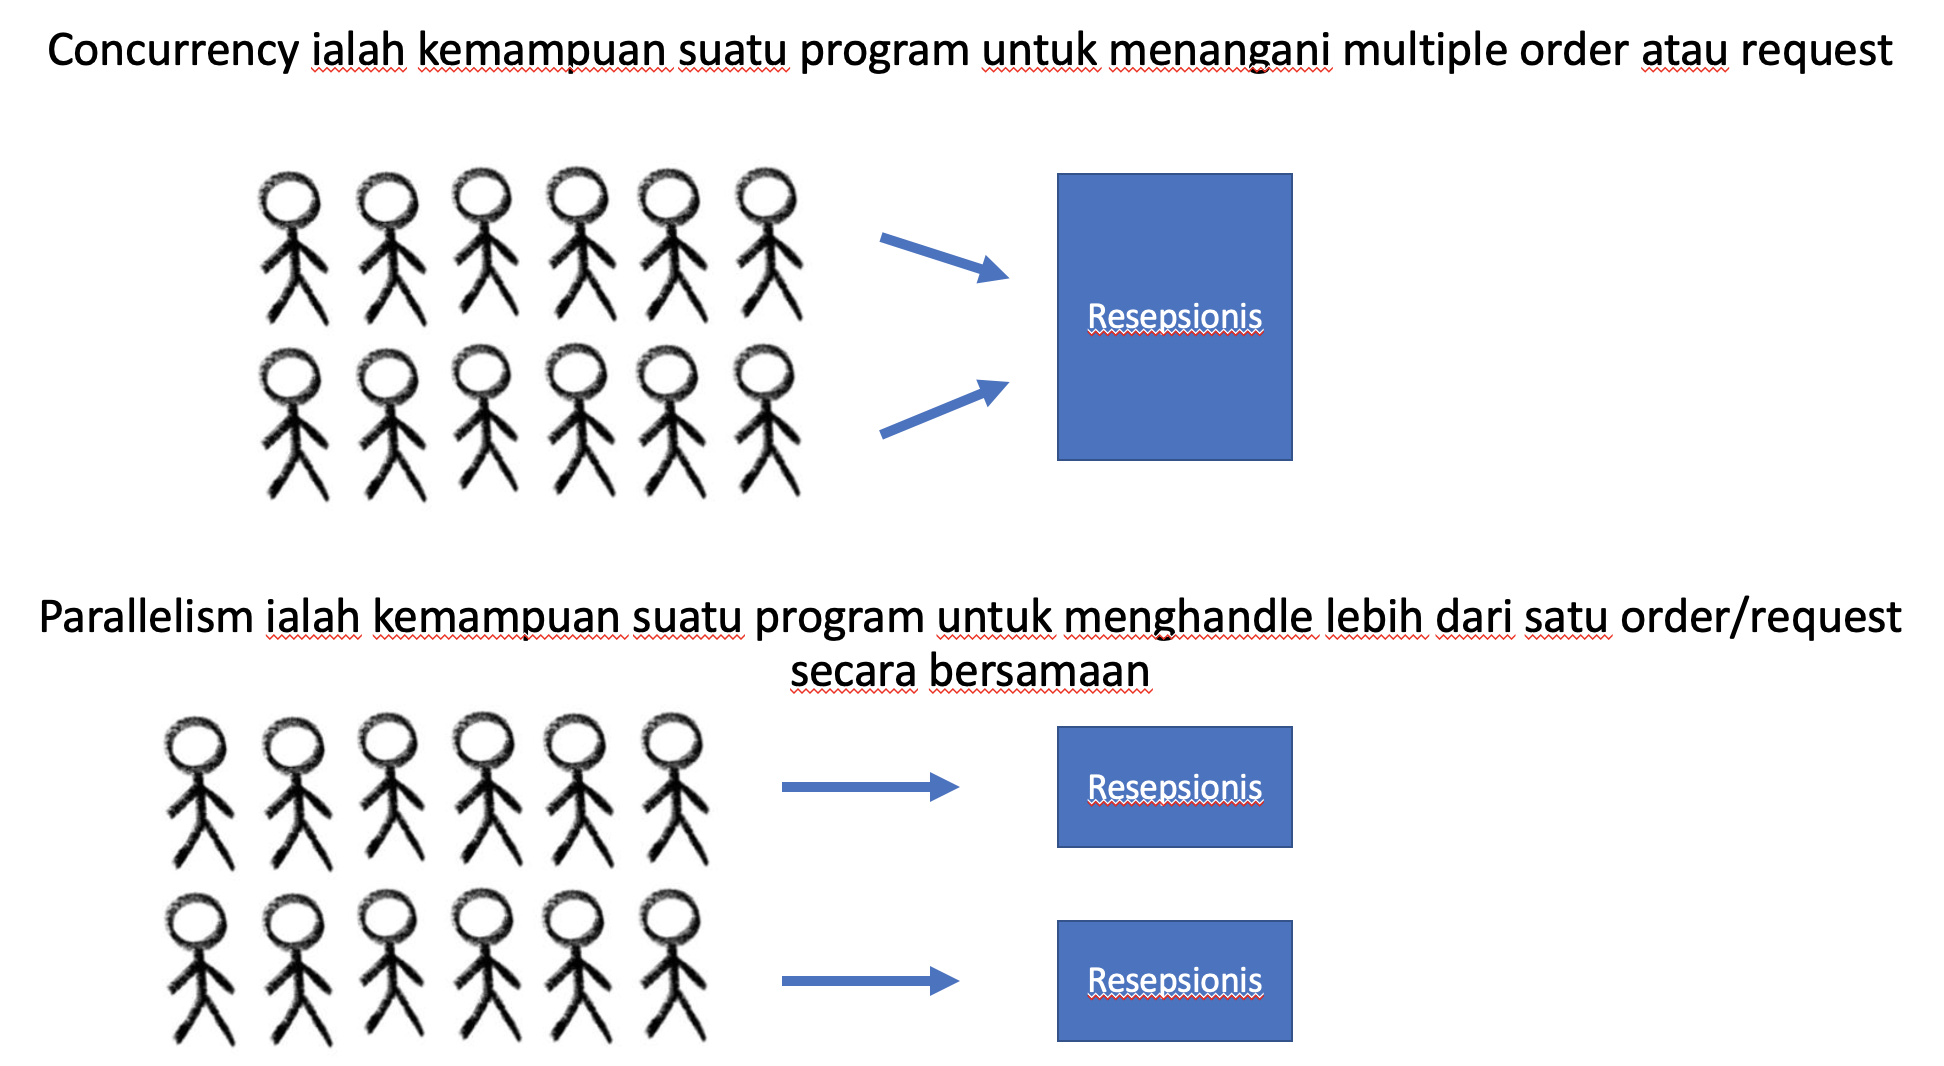 Concurrency ialah kemampuan suatu program untuk menangani multiple order atau request
Resepsionis
Parallelism ialah kemampuan suatu program untuk menghandle lebih dari satu order/request
secara bersamaan
Resepsionis
Resepsionis